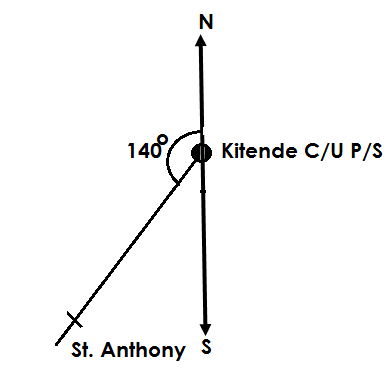 N
140° Kitende C/U P/S
St. Anthony S